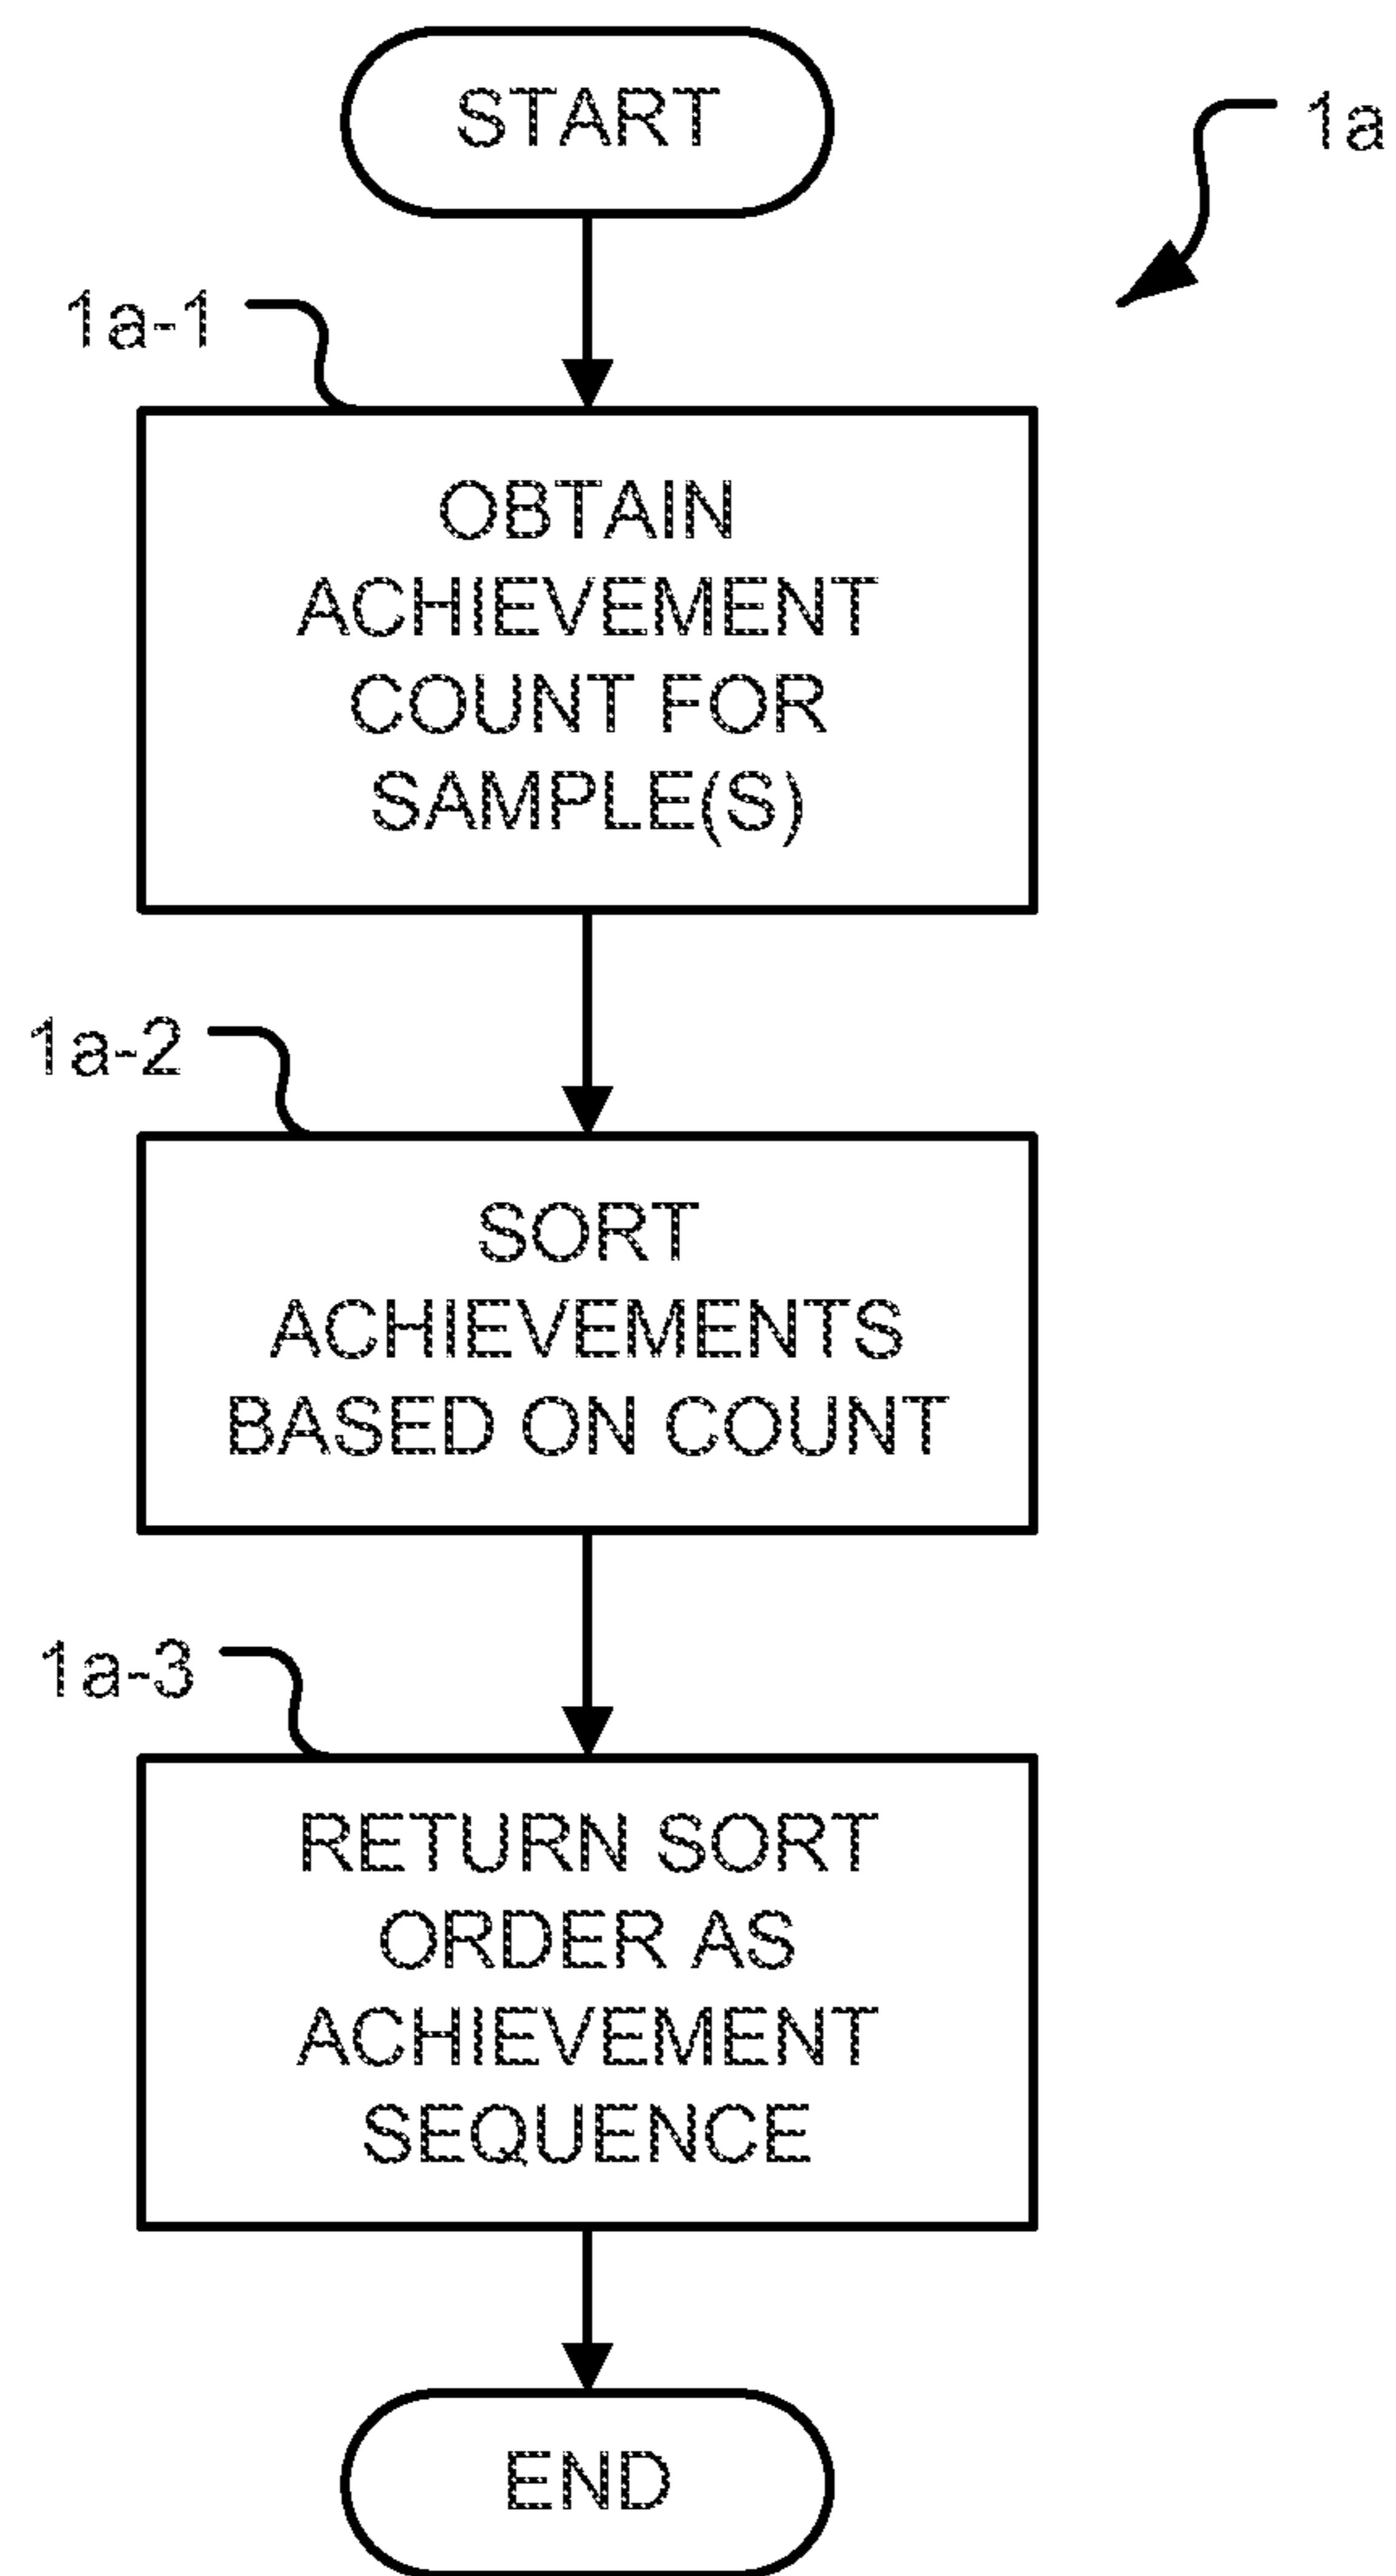 START
1a
1a-1
OBTAIN
ACHIEVEMENT
COUNT FOR
SAMPLE(S)
1a-2
SORT
ACHIEVEMENTS
BASED ON COUNT
1a-3
RETURN SORT
ORDER AS
ACHIEVEMENT
SEQUENCE
END